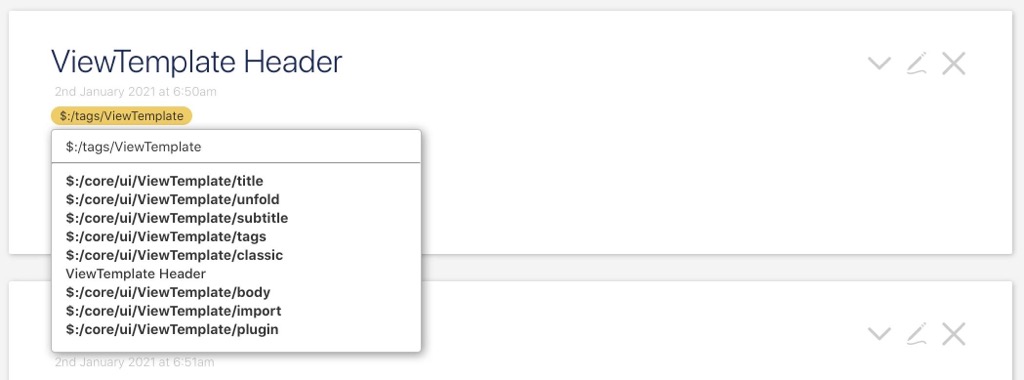 ViewTemplate Header
2nd January 2021 at 6:50am
$:/tags/ViewTemplate
$:/tags/ViewTemplate
$:/core/ui/ViewTemplate/title
$:/core/ui/ViewTemplate/unfold
$:/core/ui/ViewTemplate/subtitle
$:/core/ui/ViewTemplate/tags
$:/core/ui/ViewTemplate/classic
ViewTemplate Header
$:/core/ui/ViewTemplate/body
$:/core/ui/ViewTemplate/import
$:/core/ui/ViewTemplate/plugin
2nd January 2021 at 6:51am